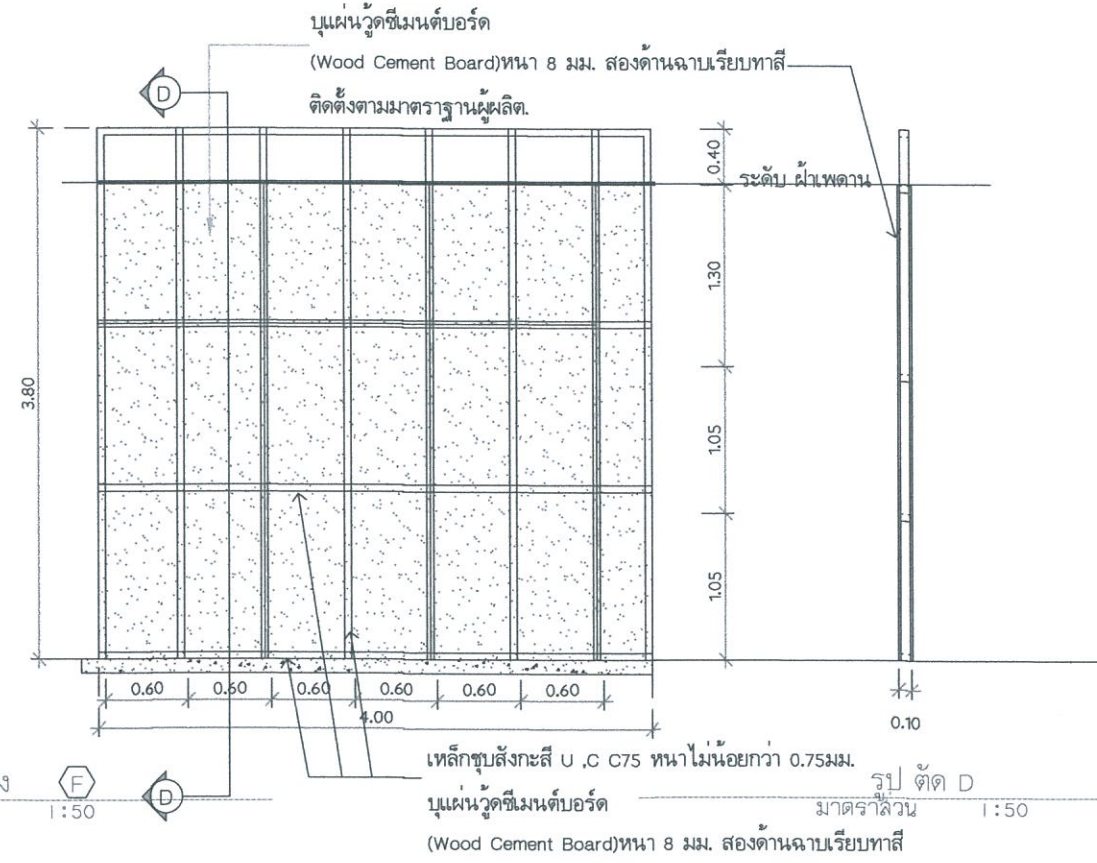 บุแผ่นวู้ดซีเมนต์บอร์ด
(Wood Cement Board)หนา 8 มม. สองด้านฉาบเรียบทาสี
ติดตั้งตามมาตราฐานผู้ผลิต.
D
0.40
ระดับ ฝ้าเพดาน
1.30
3.80
1.05
1.05
0.60 0.60 0.60 0.60 0.60 0.60
4.00
0.10
เหล็กชุบสังกะสี U ,C C75 หนาไม่น้อยกว่า 0.75มม.
บุแผ่นวู้ดซีเมนต์บอร์ด
(Wood Cement Board)หนา 8 มม. สองด้านฉาบเรียบทาสี
F
1:50
D
รูป ตัด D
มาตราส่วน 1:50